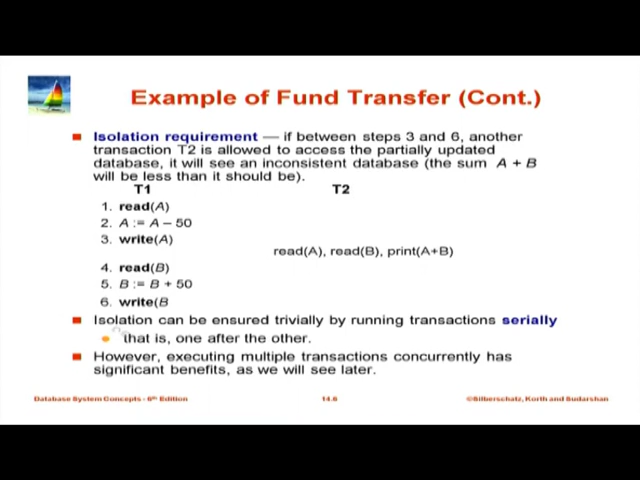 Example of Fund Transfer (Cont.)
Isolation requirement — if between steps 3 and 6, another
transaction T2 is allowed to access the partially updated
database, it will see an inconsistent database (the sum A + B
will be less than it should be).
T1 T2
1. read(A)
2. A := A – 50
3. write(A)
read(A), read(B), print(A+B)
4. read(B)
5. B := B + 50
6. write(B
Isolation can be ensured trivially by running transactions serially
that is, one after the other.
However, executing multiple transactions concurrently has
significant benefits, as we will see later.
Database System Concepts - 6th Edition 14.6 ©Silberschatz, Korth and Sudarshan